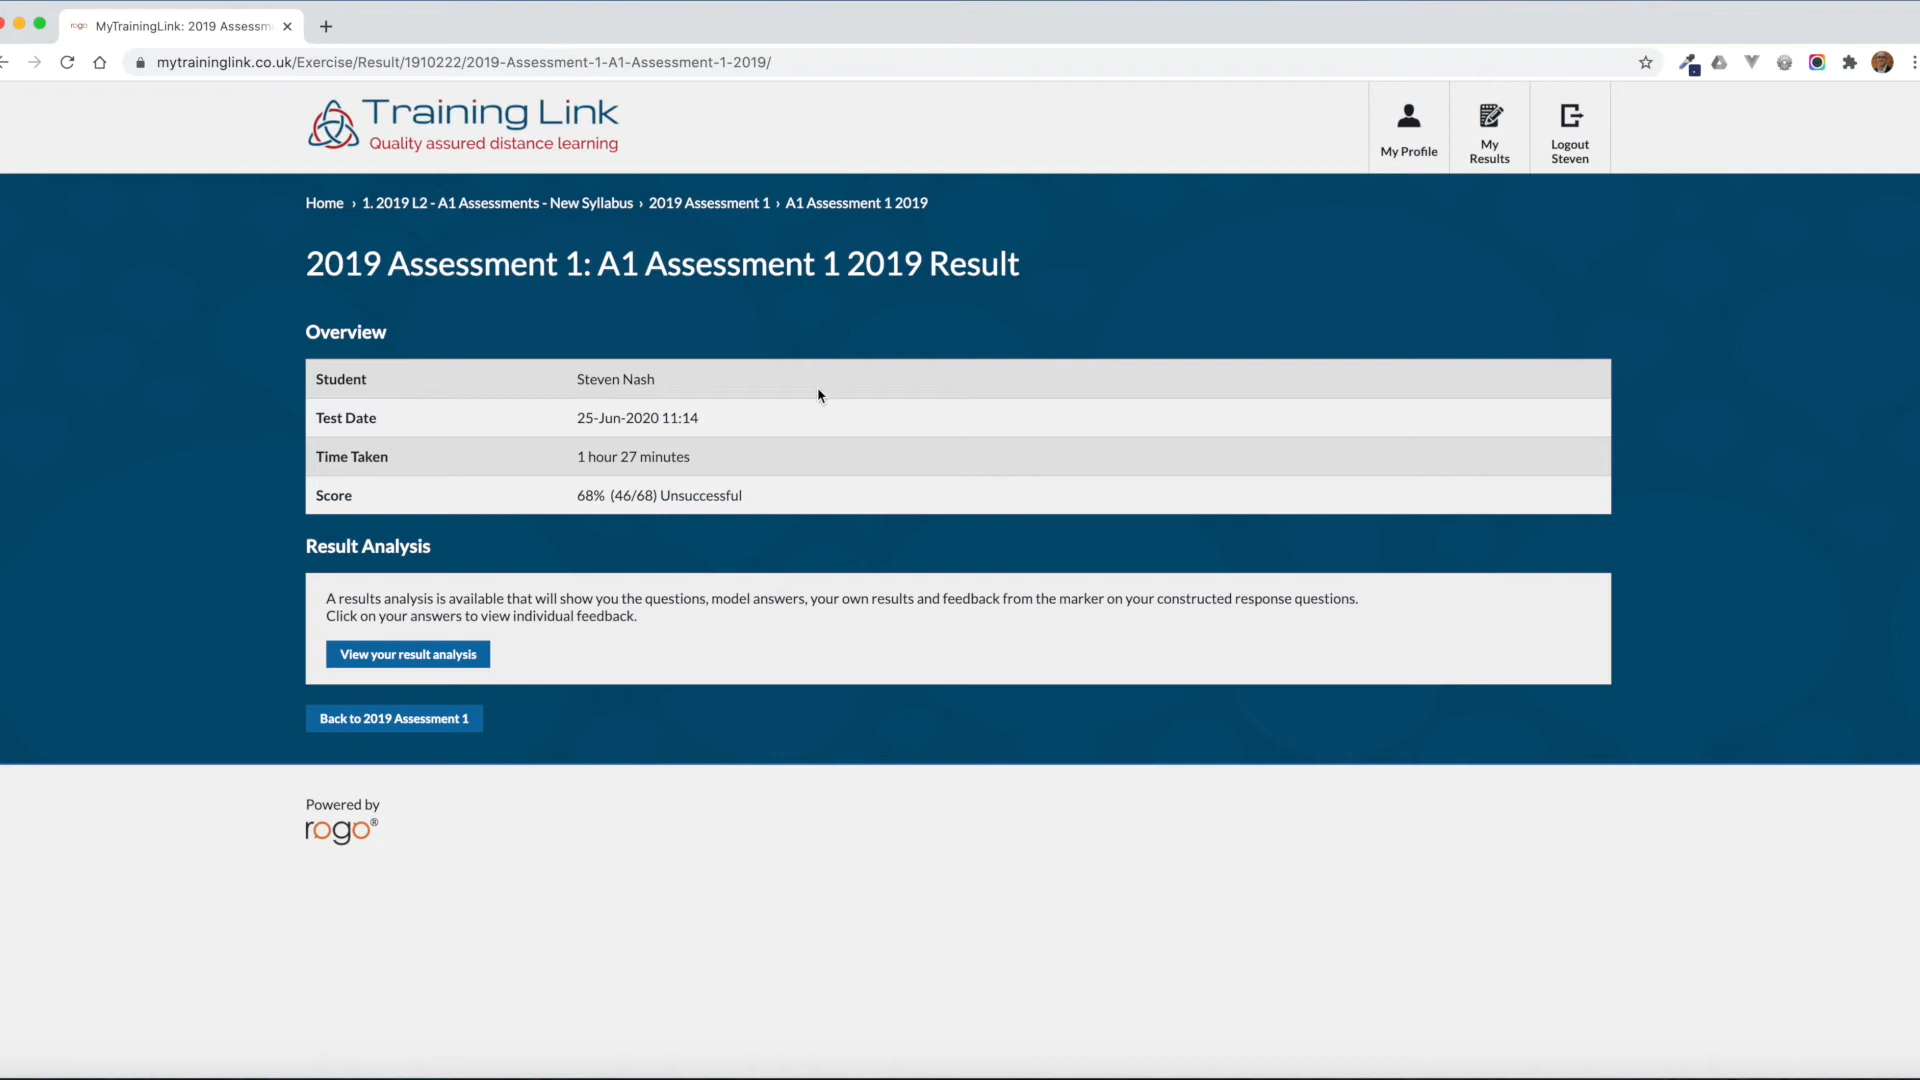 rogo MyTrainingLink: 2019 Assessm
mytraininglink.co.uk/Exercise/Result/1910222/2019-Assessment-1-A1-Assessment-1-2019/
Training Link
Quality assured distance learning
My Profile
My Results
Logout Steven
Home › 1. 2019 L2 - A1 Assessments - New Syllabus › 2019 Assessment 1 › A1 Assessment 1 2019
2019 Assessment 1: A1 Assessment 1 2019 Result
Overview
Student Steven Nash
Test Date 25-Jun-2020 11:14
Time Taken 1 hour 27 minutes
Score 68% (46/68) Unsuccessful
Result Analysis
A results analysis is available that will show you the questions, model answers, your own results and feedback from the marker on your constructed response questions.
Click on your answers to view individual feedback.
View your result analysis
Back to 2019 Assessment 1
Powered by
rogo®